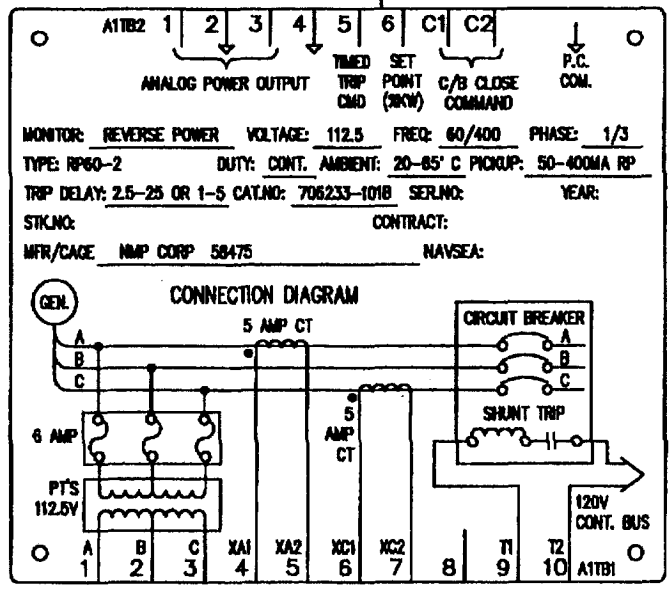 A1TB2 1 2 3 4 5 6 C1 C2
ANALOG POWER OUTPUT
TIMED
TRIP
CMD
SET
POINT
(%KW)
C/B CLOSE
COMMAND
P.C.
COM.
MONITOR: REVERSE POWER VOLTAGE: 112.5 FREQ: 60/400 PHASE: 1/3
TYPE: RP60-2 DUTY: CONT. AMBIENT: 20-65° C PICKUP: 50-400MA RP
TRIP DELAY: 2.5-25 OR 1-5 CAT.NO: 705233-101B SER.NO: YEAR:
STK.NO: CONTRACT:
MFR/CAGE NMP CORP 56475 NAVSEA:
GEN.
CONNECTION DIAGRAM
5 AMP CT
CIRCUIT BREAKER
A A
B B
C C
5
AMP
CT
SHUNT TRIP
6 AMP
PT'S
112.5V
120V
CONT. BUS
A B C XA1 XA2 XC1 XC2 T1 T2
1 2 3 4 5 6 7 8 9 10 A1TB1